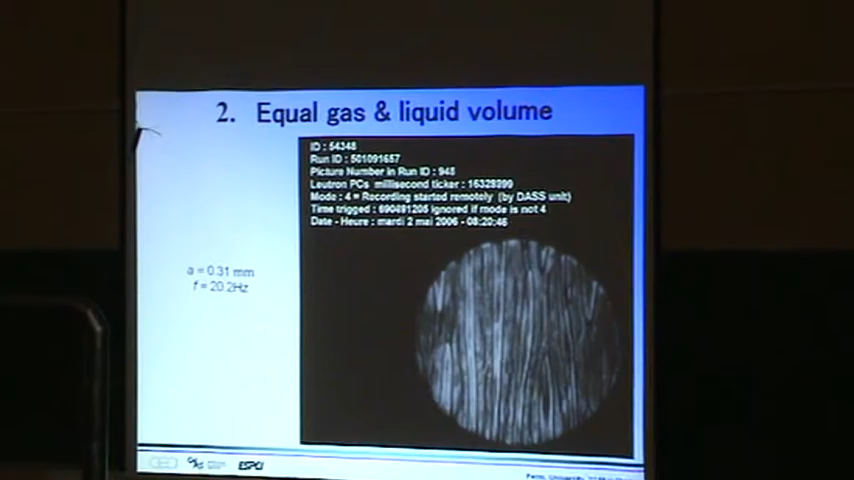 2. Equal gas & liquid volume
ID : 54348
Run ID : 501091657
Picture Number in Run ID : 948
Leutron PCs millisecond ticker : 16328399
Mode : 4 = Recording started remotely (by DASS unit)
Time trigged : 690491205 ignored if mode is not 4
Date - Heure : mardi 2 mai 2006 - 08:20:46
a = 0.31 mm
f = 20.2Hz
ESPCI